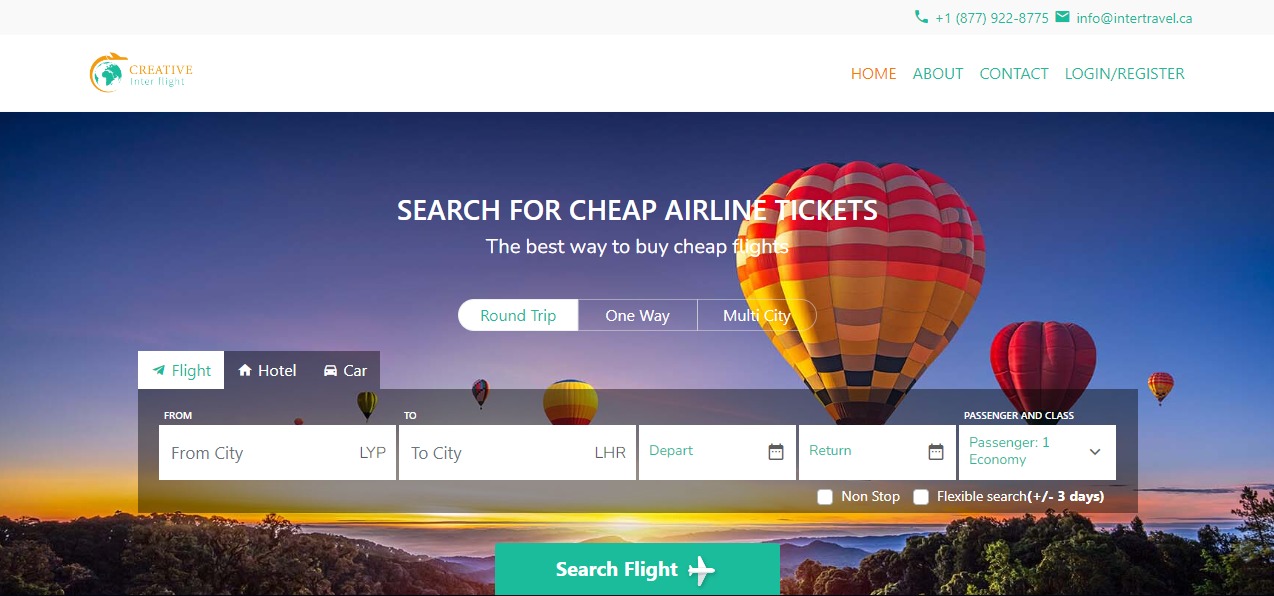 +1 (877) 922-8775 info@intertravel.ca
CREATIVE
Inter flight
HOME ABOUT CONTACT LOGIN/REGISTER
SEARCH FOR CHEAP AIRLINE TICKETS
The best way to buy cheap flights
Round Trip One Way Multi City
Flight Hotel Car
FROM TO PASSENGER AND CLASS
From City LYP To City LHR Depart Return Passenger: 1
Economy
Non Stop Flexible search(+/- 3 days)
Search Flight